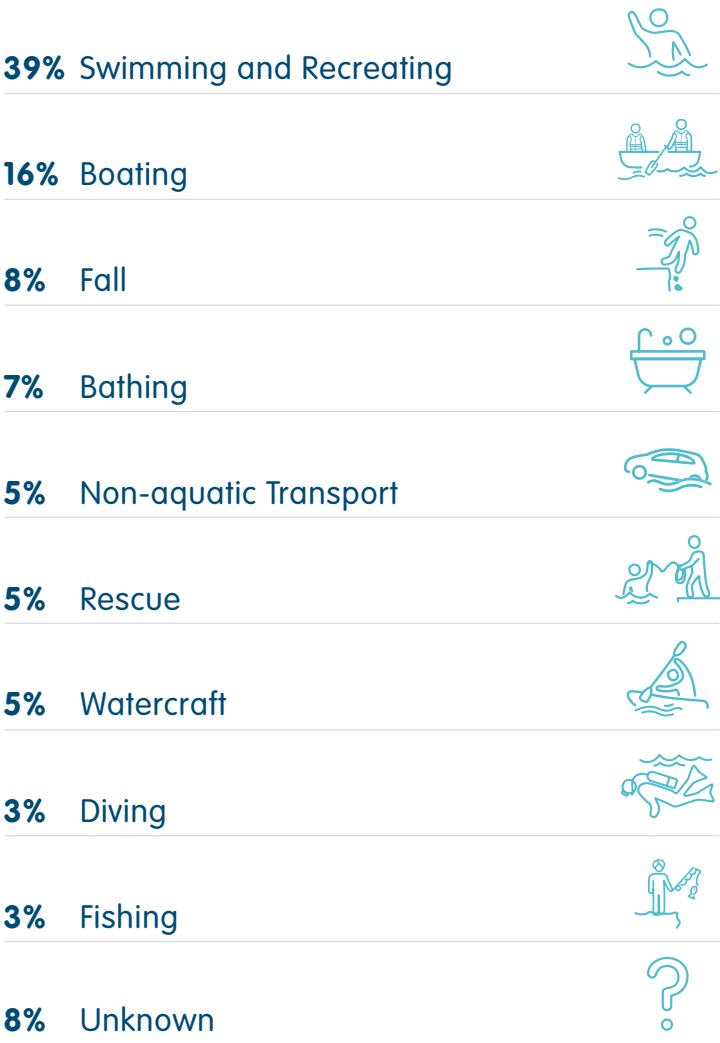 39% Swimming and Recreating
16% Boating
8% Fall
7% Bathing
5% Non-aquatic Transport
5% Rescue
5% Watercraft
3% Diving
3% Fishing
8% Unknown